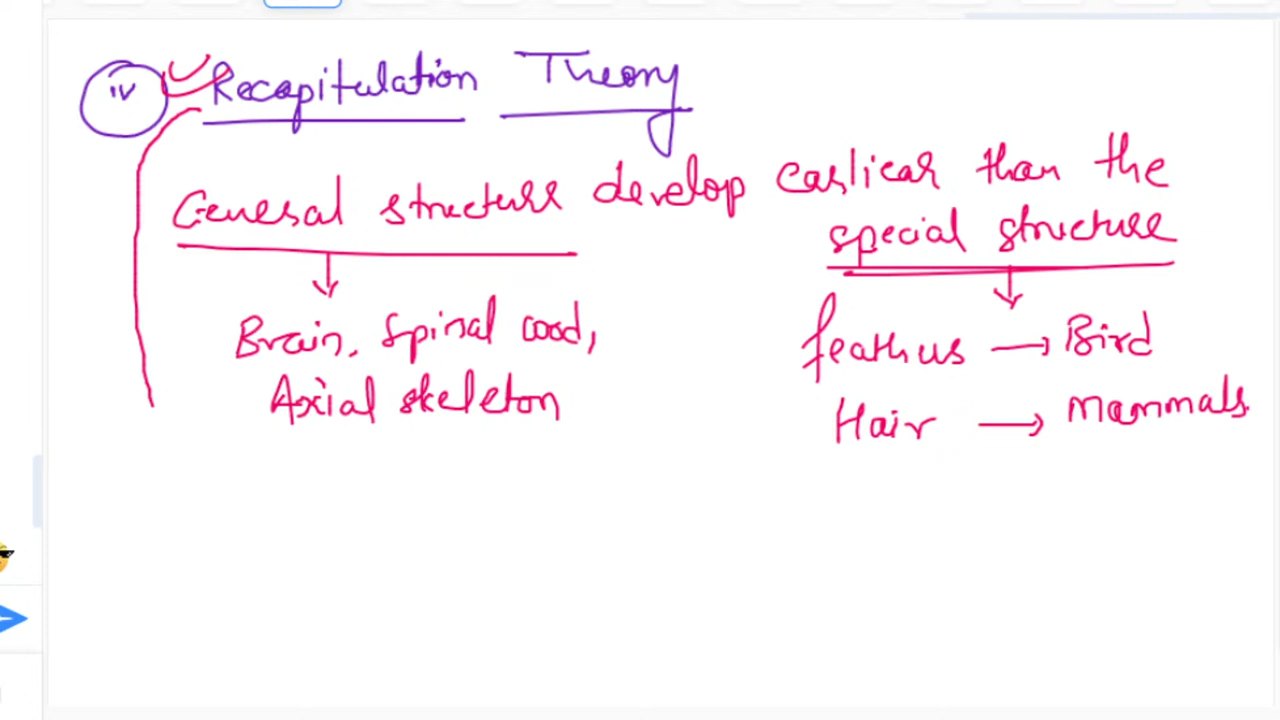 iv Recapitulation Theory
General structure develop earlier than the
special structure
Brain, Spinal cord,
Axial skeleton
feathers → Bird
Hair → Mammals.